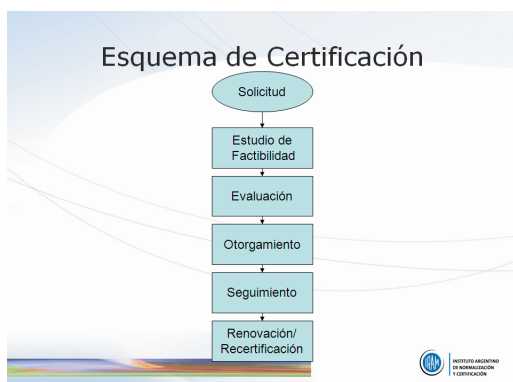 Esquema de Certificación
Solicitud
Estudio de
Factibilidad
Evaluación
Otorgamiento
Seguimiento
Renovación/
Recertificación
IRAM
INSTITUTO ARGENTINO
DE NORMALIZACIÓN
Y CERTIFICACIÓN